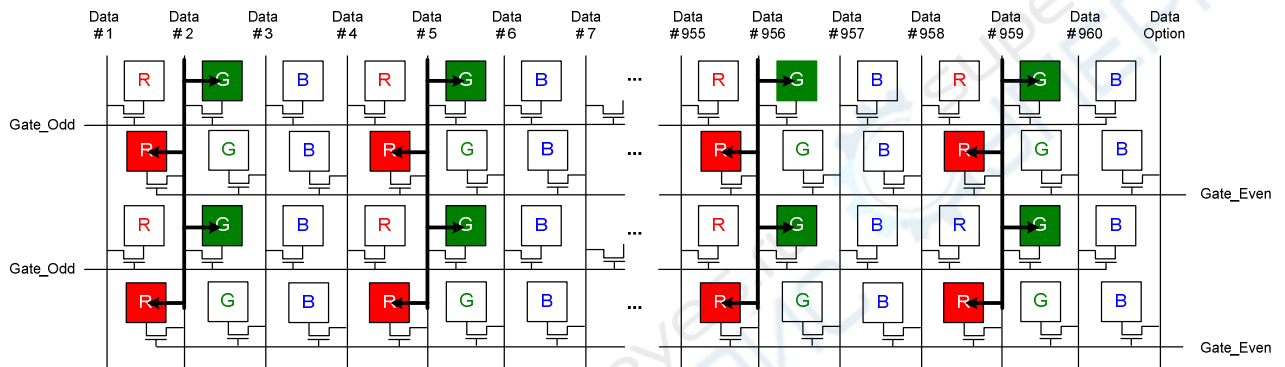 Data #1 Data #2 Data #3 Data #4 Data #5 Data #6 Data #7 Data #955 Data #956 Data #957 Data #958 Data #959 Data #960 Data Option
R G B R G B ... R G B R G B
Gate_Odd
R G B R G B ... R G B R G B
Gate_Even
R G B R G B ... R G B R G B
Gate_Odd
R G B R G B ... R G B R G B
Gate_Even